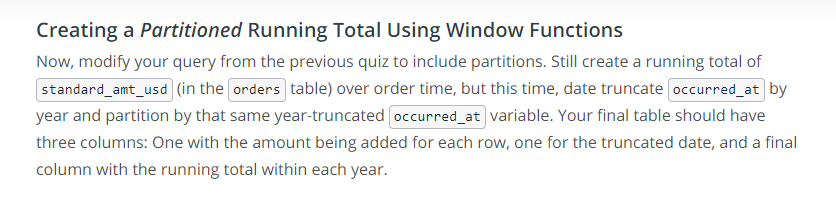 Creating a Partitioned Running Total Using Window Functions
Now, modify your query from the previous quiz to include partitions. Still create a running total of
standard_amt_usd (in the orders table) over order time, but this time, date truncate occurred_at by
year and partition by that same year-truncated occurred_at variable. Your final table should have
three columns: One with the amount being added for each row, one for the truncated date, and a final
column with the running total within each year.